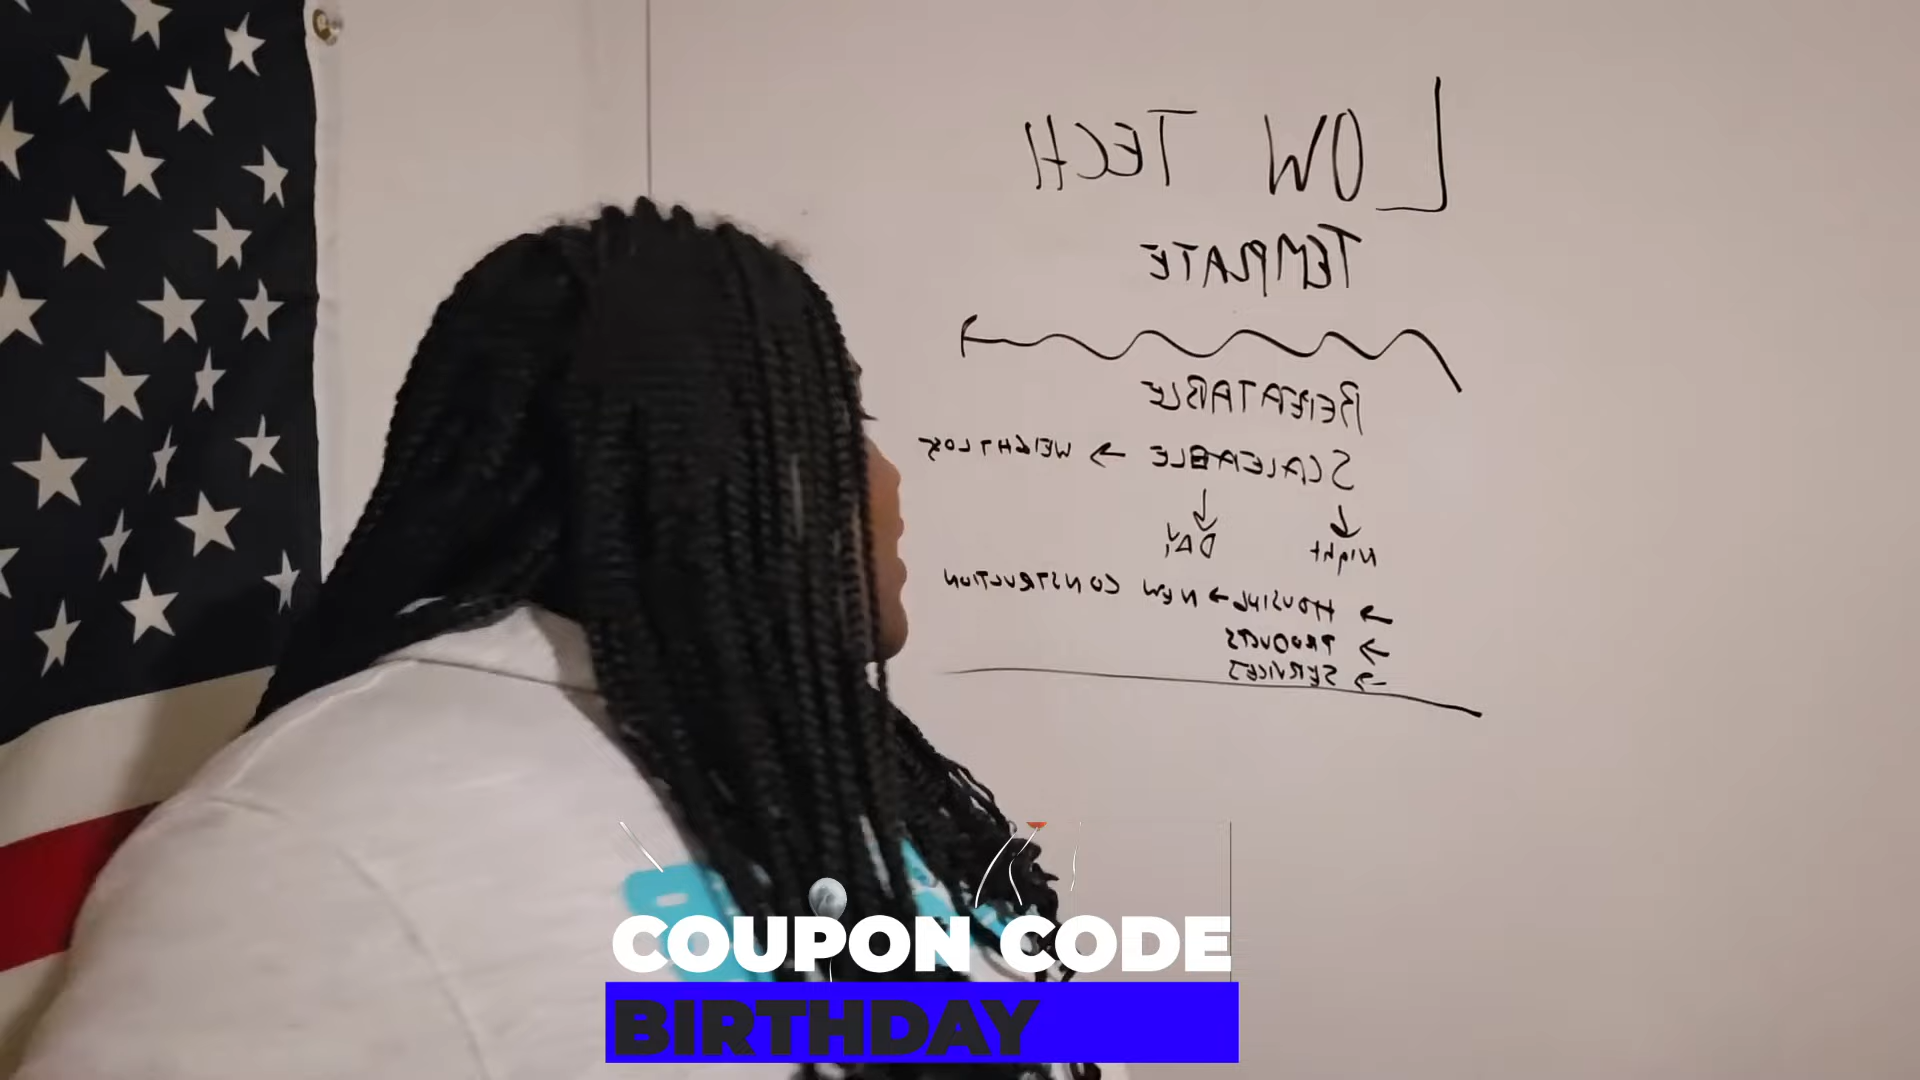 LOW TECH
TEMPLATE
REPEATABLE
SCALEABLE → WEIGHT LOSS
Night DAY
→ HOUSING → NEW CONSTRUCTION
→ PRODUCTS
→ SERVICES
COUPON CODE
BIRTHDAY